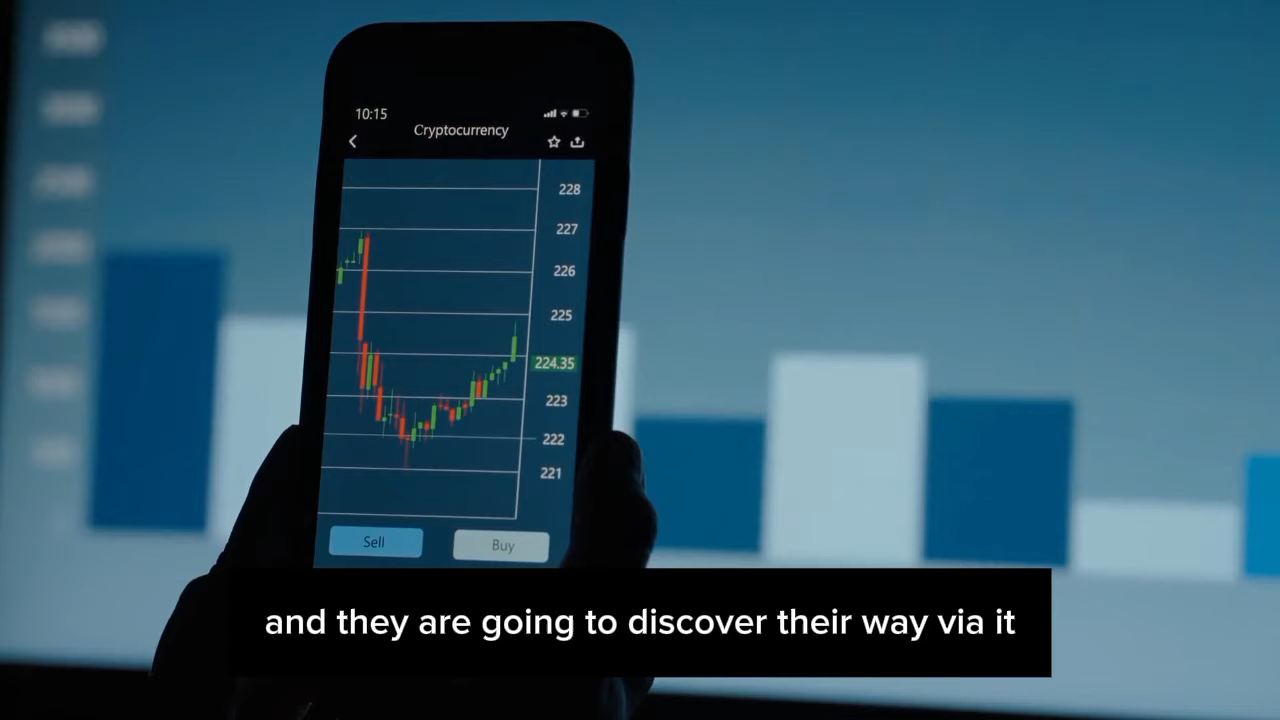 10:15
Cryptocurrency
228
227
226
225
224.35
223
222
221
Sell
Buy
and they are going to discover their way via it